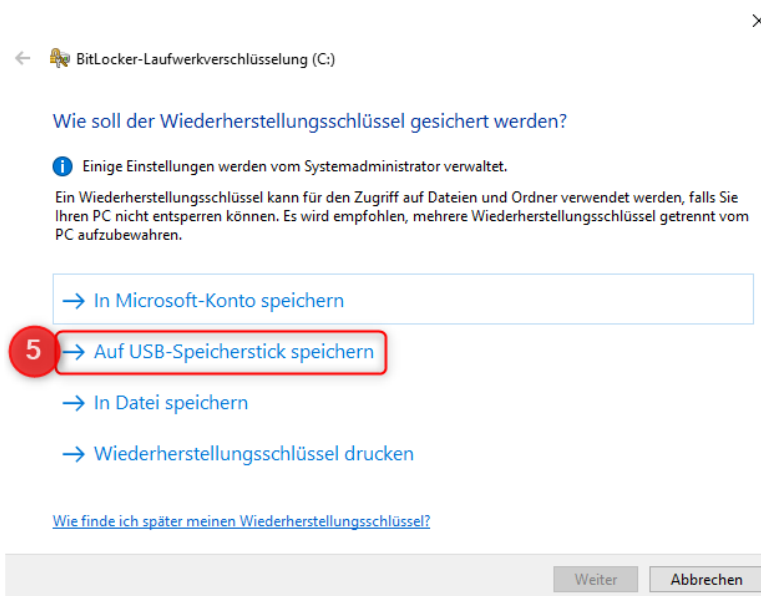 BitLocker-Laufwerkverschlüsselung (C:)
Wie soll der Wiederherstellungsschlüssel gesichert werden?
Einige Einstellungen werden vom Systemadministrator verwaltet.
Ein Wiederherstellungsschlüssel kann für den Zugriff auf Dateien und Ordner verwendet werden, falls Sie
Ihren PC nicht entsperren können. Es wird empfohlen, mehrere Wiederherstellungsschlüssel getrennt vom
PC aufzubewahren.
In Microsoft-Konto speichern
5 Auf USB-Speicherstick speichern
In Datei speichern
Wiederherstellungsschlüssel drucken
Wie finde ich später meinen Wiederherstellungsschlüssel?
Weiter Abbrechen